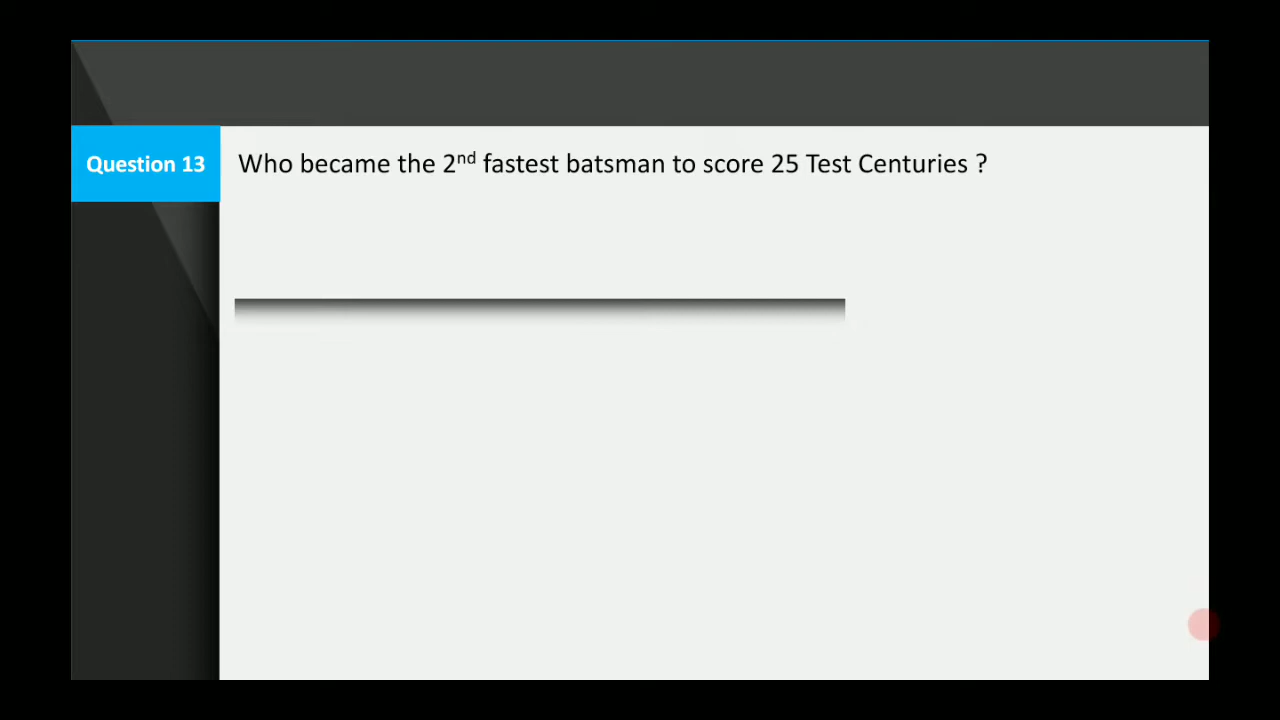 Question 13
Who became the 2nd fastest batsman to score 25 Test Centuries ?